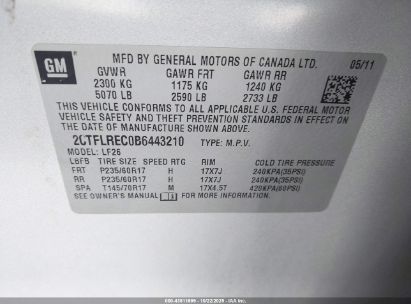 GM
MFD BY GENERAL MOTORS OF CANADA LTD. 05/11
GVWR GAWR FRT GAWR RR
2300 KG 1175 KG 1240 KG
5070 LB 2590 LB 2733 LB
THIS VEHICLE CONFORMS TO ALL APPLICABLE U.S. FEDERAL MOTOR
VEHICLE SAFETY, BUMPER, AND THEFT PREVENTION STANDARDS IN
EFFECT ON THE DATE OF MANUFACTURE SHOWN ABOVE.
2CTFLREC0B6443210 TYPE: M.P.V.
MODEL: LF26
L6FB TIRE SIZE SPEED RTG RIM COLD TIRE PRESSURE
FRT P235/60R17 H 17X7J 240KPA(35PSI)
RR P235/60R17 H 17X7J 240KPA(35PSI)
SPA T145/70R17 M 17X4.5T 420KPA(60PSI)
SEE OWNER'S MANUAL FOR MORE INFORMATION.